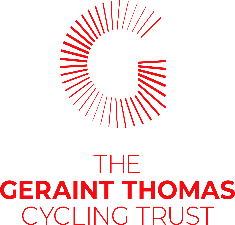 G
THE
GERAINT THOMAS
CYCLING TRUST